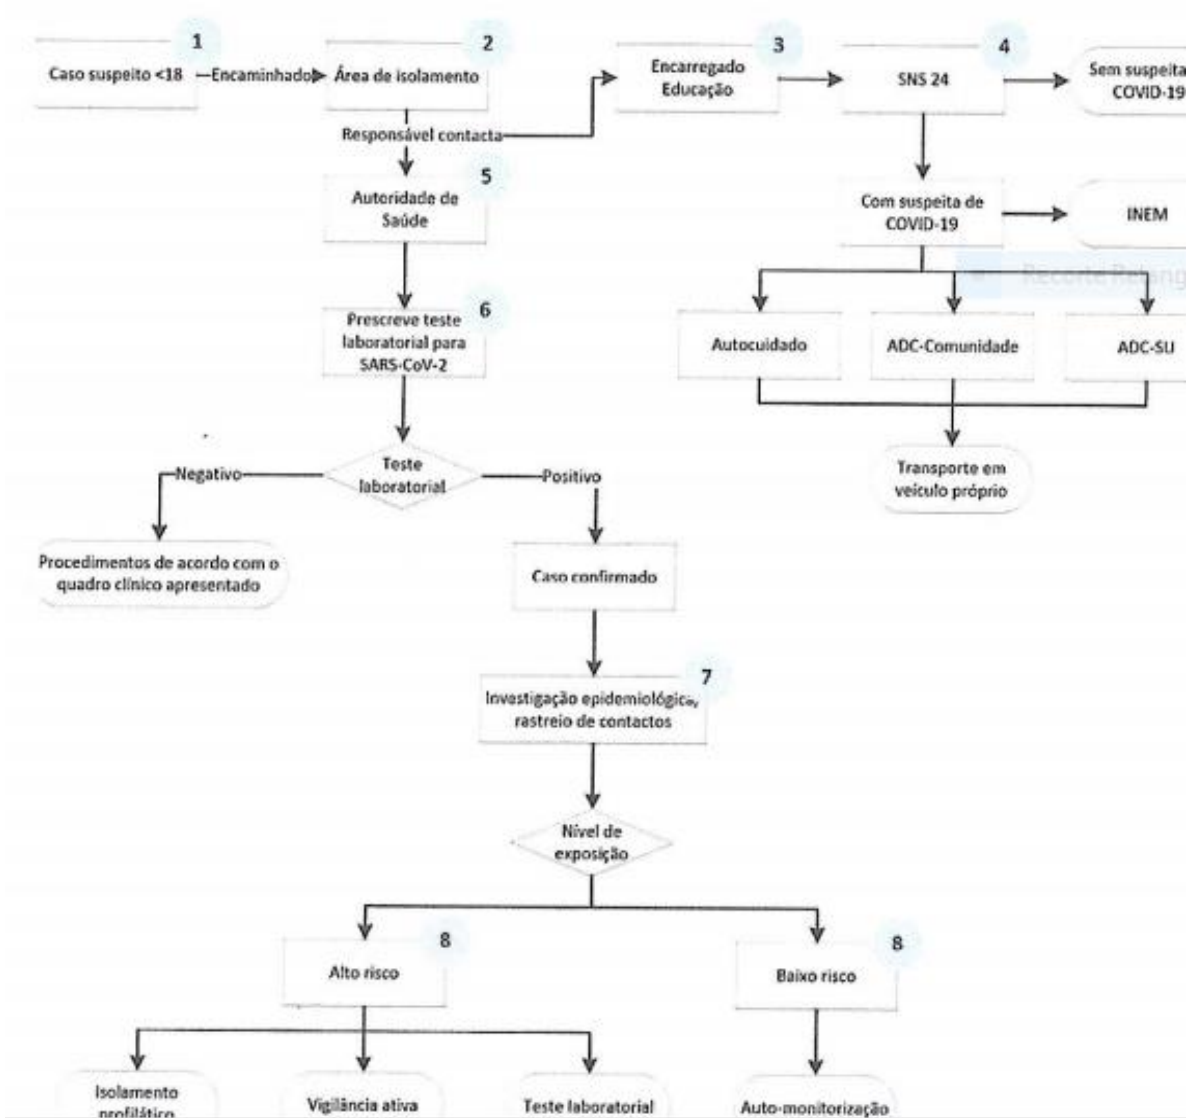 1
2
3
4
Caso suspeito <18
Encaminhado
Área de isolamento
Encarregado
Educação
SNS 24
Sem suspeita
COVID-19
Responsável contacta
5
Autoridade de
Saúde
Com suspeita de
COVID-19
INEM
6
Prescreve teste
laboratorial para
SARS-CoV-2
Autocuidado
ADC-Comunidade
ADC-SU
Negativo
Teste
laboratorial
Positivo
Transporte em
veículo próprio
Procedimentos de acordo com o
quadro clínico apresentado
Caso confirmado
7
Investigação epidemiológica,
rastreio de contactos
Nível de
exposição
8
8
Alto risco
Baixo risco
Isolamento
profilático
Vigilância ativa
Teste laboratorial
Auto-monitorização